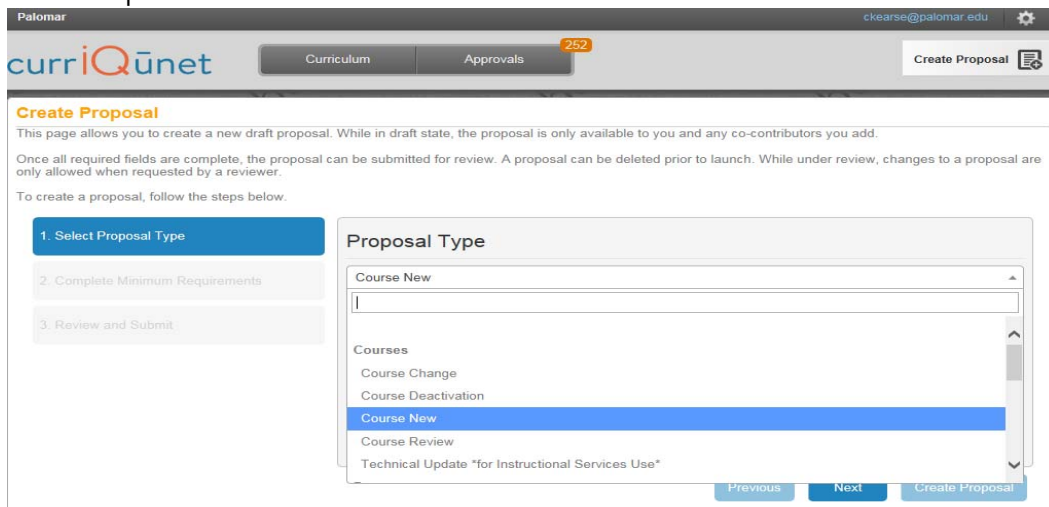 Palomar ckearse@palomar.edu
252
curriQūnet Curriculum Approvals Create Proposal
Create Proposal
This page allows you to create a new draft proposal. While in draft state, the proposal is only available to you and any co-contributors you add.
Once all required fields are complete, the proposal can be submitted for review. A proposal can be deleted prior to launch. While under review, changes to a proposal are
only allowed when requested by a reviewer.
To create a proposal, follow the steps below.
1. Select Proposal Type
Proposal Type
2. Complete Minimum Requirements
Course New
3. Review and Submit
Courses
Course Change
Course Deactivation
Course New
Course Review
Technical Update *for Instructional Services Use*
Previous Next Create Proposal